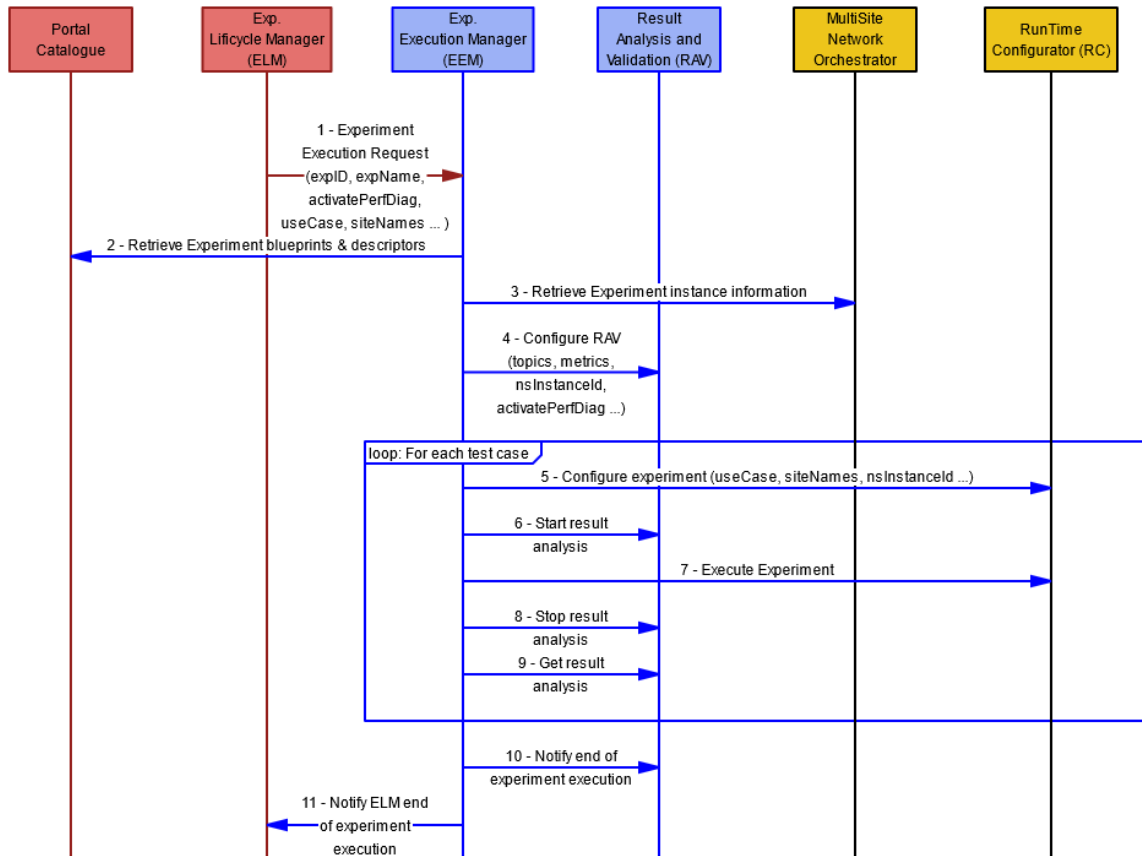 Portal
Catalogue
Exp.
Lificycle Manager
(ELM)
Exp.
Execution Manager
(EEM)
Result
Analysis and
Validation (RAV)
MultiSite
Network
Orchestrator
RunTime
Configurator (RC)
1 - Experiment
Execution Request
(expID, expName,
activatePerfDiag,
useCase, siteNames ... )
2 - Retrieve Experiment blueprints & descriptors
3 - Retrieve Experiment instance information
4 - Configure RAV
(topics, metrics,
nsInstanceId,
activatePerfDiag ...)
loop: For each test case
5 - Configure experiment (useCase, siteNames, nsInstanceId ...)
6 - Start result
analysis
7 - Execute Experiment
8 - Stop result
analysis
9 - Get result
analysis
10 - Notify end of
experiment execution
11 - Notify ELM end
of experiment
execution